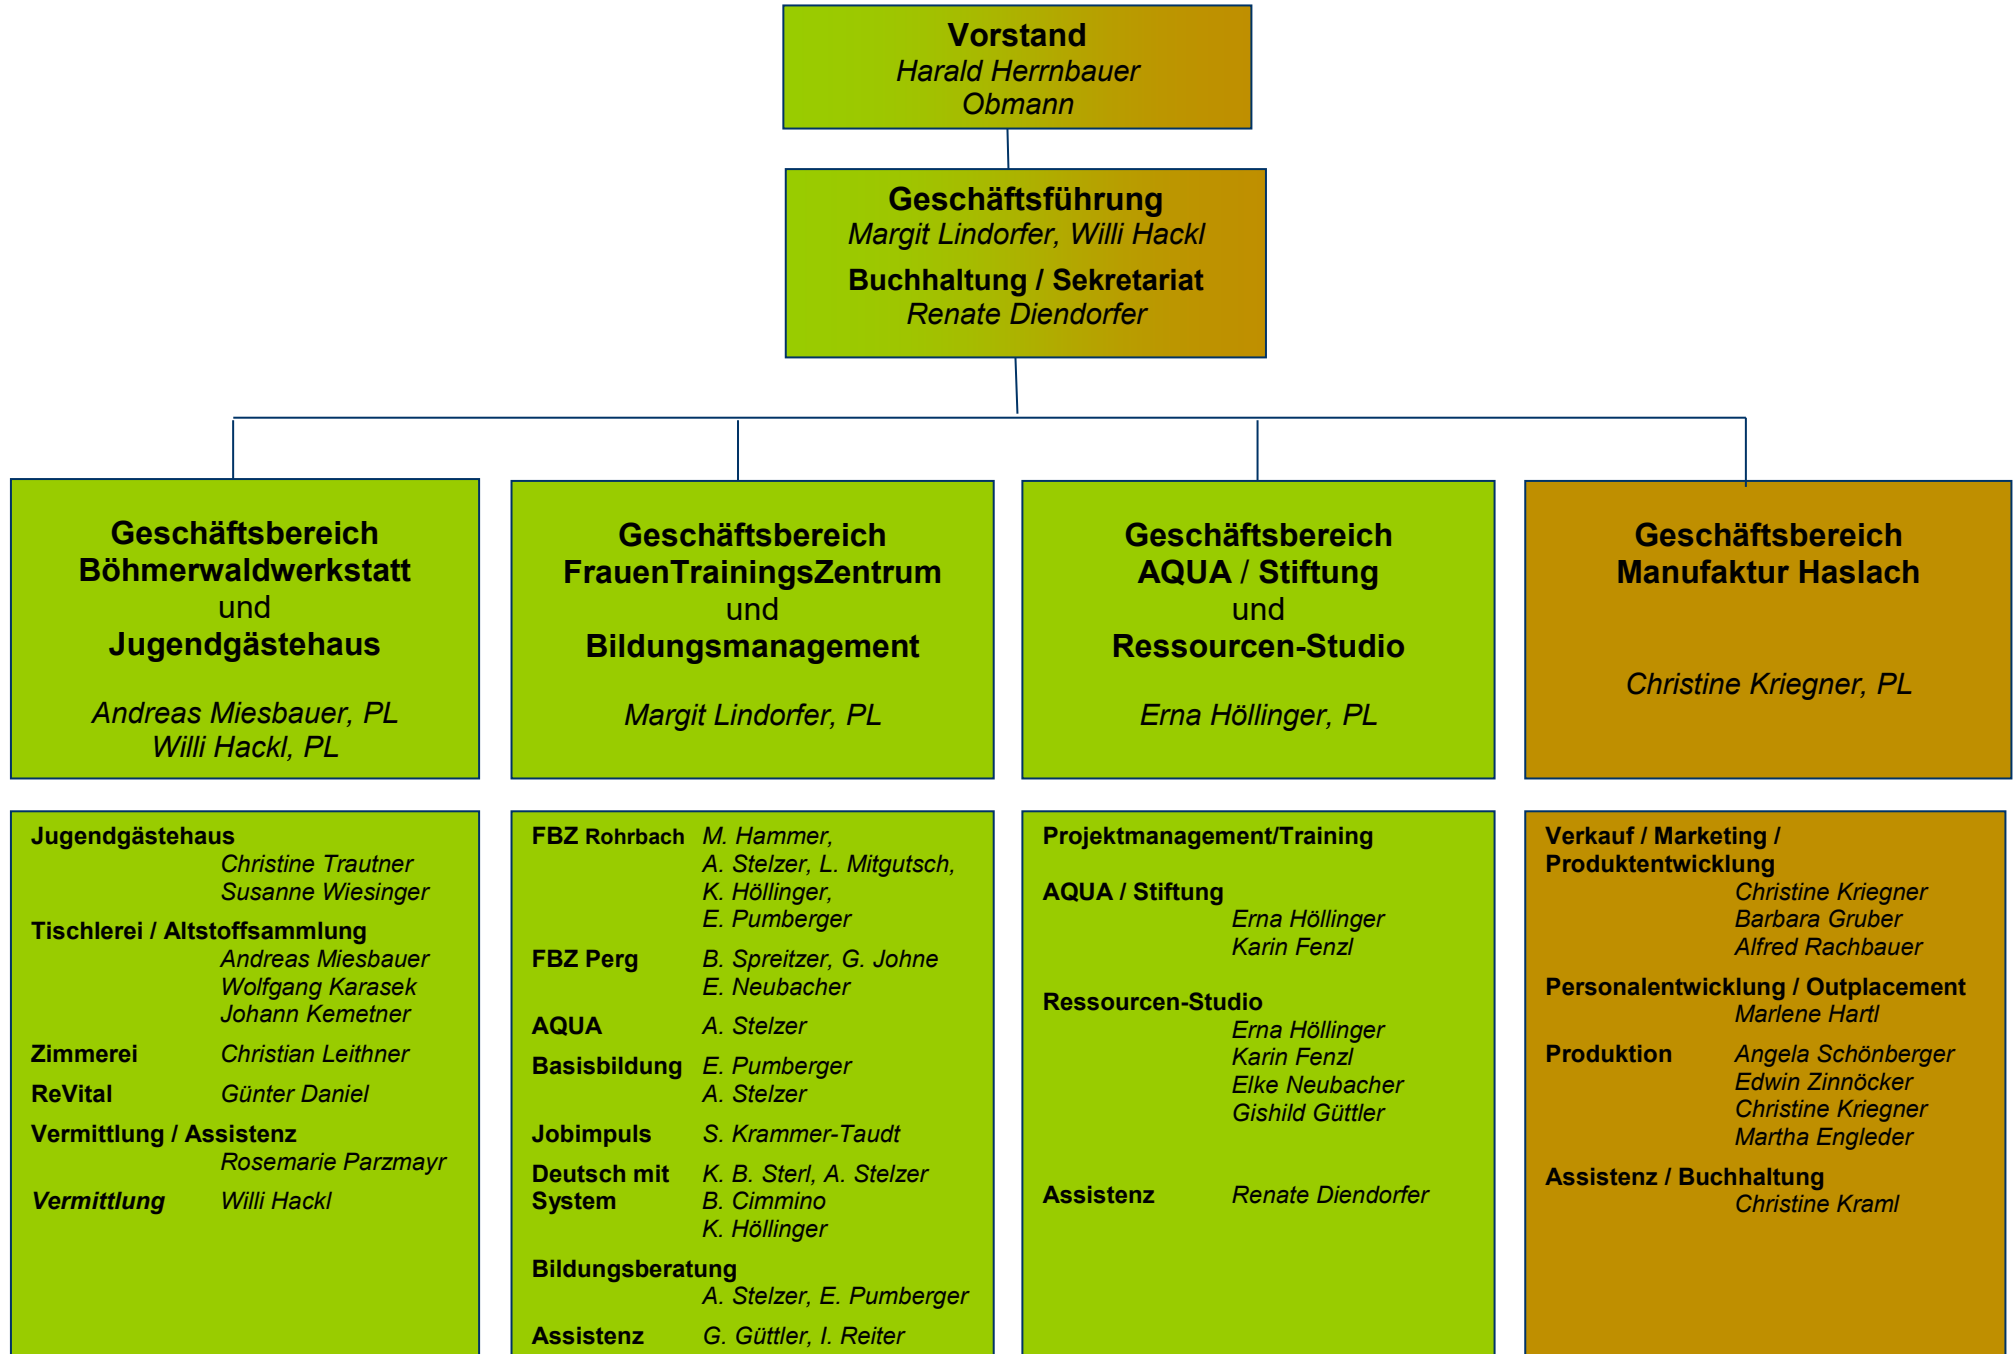 Vorstand
Harald Herrnbauer
Obmann
Geschäftsführung
Margit Lindorfer, Willi Hackl
Buchhaltung / Sekretariat
Renate Diendorfer
Geschäftsbereich
Böhmerwaldwerkstatt
und
Jugendgästehaus
Andreas Miesbauer, PL
Willi Hackl, PL
Geschäftsbereich
FrauenTrainingsZentrum
und
Bildungsmanagement
Margit Lindorfer, PL
Geschäftsbereich
AQUA / Stiftung
und
Ressourcen-Studio
Erna Höllinger, PL
Geschäftsbereich
Manufaktur Haslach
Christine Kriegner, PL
Jugendgästehaus
Christine Trautner
Susanne Wiesinger
Tischlerei / Altstoffsammlung
Andreas Miesbauer
Wolfgang Karasek
Johann Kemetner
Zimmerei Christian Leithner
ReVital Günter Daniel
Vermittlung / Assistenz
Rosemarie Parzmayr
Vermittlung Willi Hackl
FBZ Rohrbach M. Hammer,
A. Stelzer, L. Mitgutsch,
K. Höllinger,
E. Pumberger
FBZ Perg B. Spreitzer, G. Johne
E. Neubacher
AQUA A. Stelzer
Basisbildung E. Pumberger
A. Stelzer
Jobimpuls S. Krammer-Taudt
Deutsch mit K. B. Sterl, A. Stelzer
System B. Cimmino
K. Höllinger
Bildungsberatung
A. Stelzer, E. Pumberger
Assistenz G. Güttler, I. Reiter
Projektmanagement/Training
AQUA / Stiftung
Erna Höllinger
Karin Fenzl
Ressourcen-Studio
Erna Höllinger
Karin Fenzl
Elke Neubacher
Gishild Güttler
Assistenz Renate Diendorfer
Verkauf / Marketing /
Produktentwicklung
Christine Kriegner
Barbara Gruber
Alfred Rachbauer
Personalentwicklung / Outplacement
Marlene Hartl
Produktion Angela Schönberger
Edwin Zinnöcker
Christine Kriegner
Martha Engleder
Assistenz / Buchhaltung
Christine Kraml